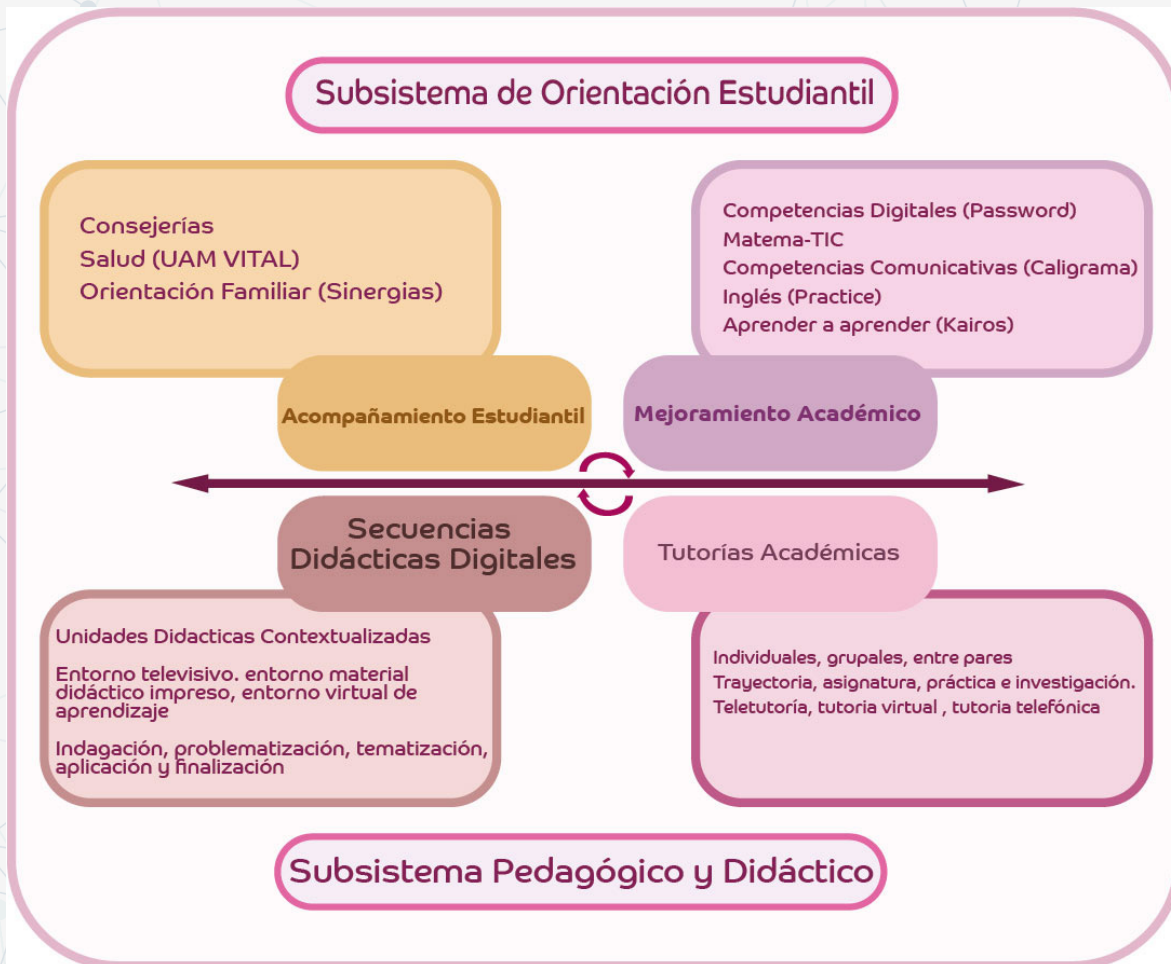 Subsistema de Orientación Estudiantil
Consejerías
Salud (UAM VITAL)
Orientación Familiar (Sinergias)
Competencias Digitales (Password)
Matema-TIC
Competencias Comunicativas (Caligrama)
Inglés (Practice)
Aprender a aprender (Kairos)
Acompañamiento Estudiantil
Mejoramiento Académico
Secuencias
Didácticas Digitales
Tutorías Académicas
Unidades Didacticas Contextualizadas
Entorno televisivo. entorno material
didáctico impreso, entorno virtual de
aprendizaje
Indagación, problematización, tematización,
aplicación y finalización
Individuales, grupales, entre pares
Trayectoria, asignatura, práctica e investigación.
Teletutoría, tutoria virtual , tutoria telefónica
Subsistema Pedagógico y Didáctico